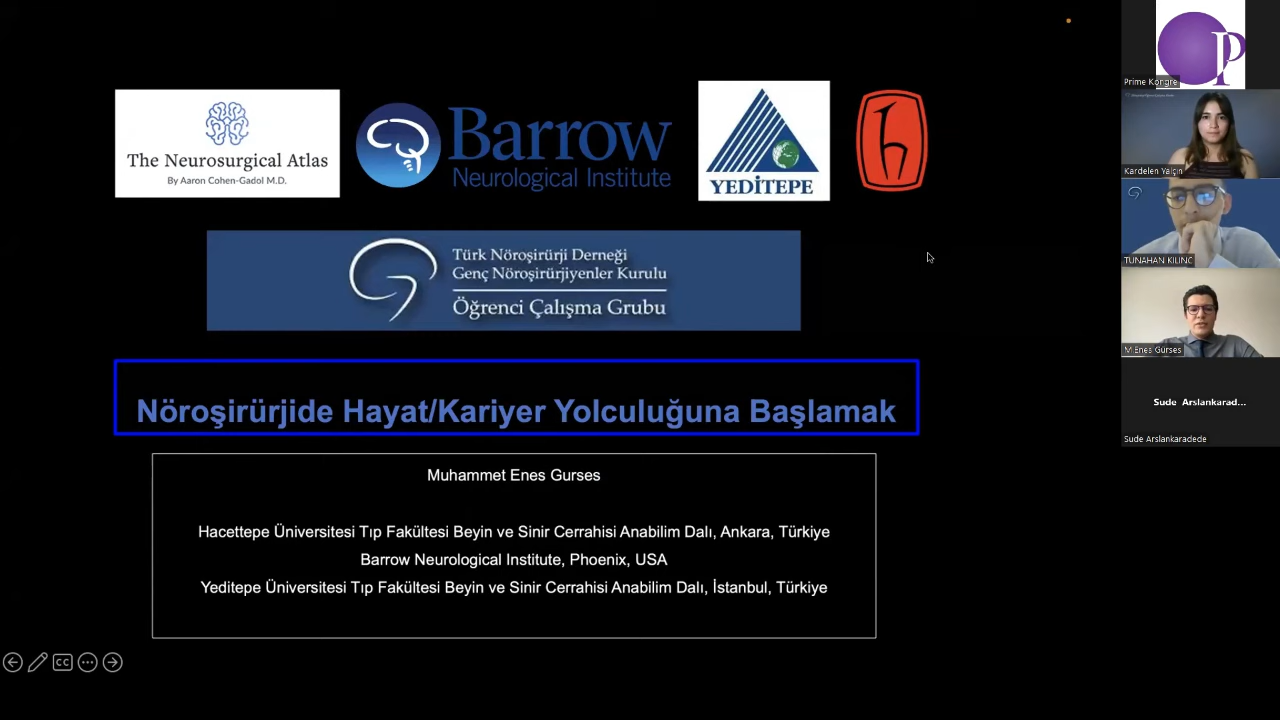 The Neurosurgical Atlas
By Aaron Cohen-Gadol M.D.
Barrow
Neurological Institute
YEDİTEPE
Türk Nöroşirürji Derneği
Genç Nöroşirürjiyenler Kurulu
Öğrenci Çalışma Grubu
Nöroşirürjide Hayat/Kariyer Yolculuğuna Başlamak
Muhammet Enes Gurses
Hacettepe Üniversitesi Tıp Fakültesi Beyin ve Sinir Cerrahisi Anabilim Dalı, Ankara, Türkiye
Barrow Neurological Institute, Phoenix, USA
Yeditepe Üniversitesi Tıp Fakültesi Beyin ve Sinir Cerrahisi Anabilim Dalı, İstanbul, Türkiye
CC
P
Prime Kongre
Kardelen Yalçın
TUNAHAN KILINC
M.Enes Gürses
Sude Arslankarad...
Sude Arslankaradede